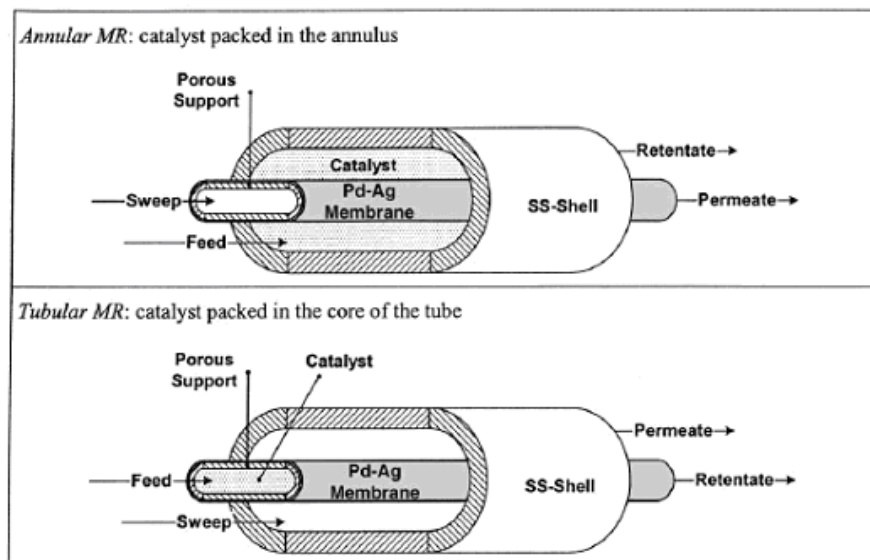 Annular MR: catalyst packed in the annulus
Porous
Support
Catalyst
Retentate
Pd-Ag
Membrane
Sweep
SS-Shell
Permeate
Feed
Tubular MR: catalyst packed in the core of the tube
Porous
Support
Catalyst
Permeate
Pd-Ag
Membrane
Feed
SS-Shell
Retentate
Sweep